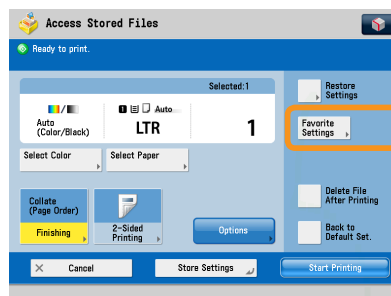 Access Stored Files
Ready to print.
Selected:1
Auto
(Color/Black)
1 Auto
LTR
1
Select Color
Select Paper
Collate
(Page Order)
Finishing
2-Sided
Printing
Options
Restore
Settings
Favorite
Settings
Delete File
After Printing
Back to
Default Set.
Cancel
Store Settings
Start Printing